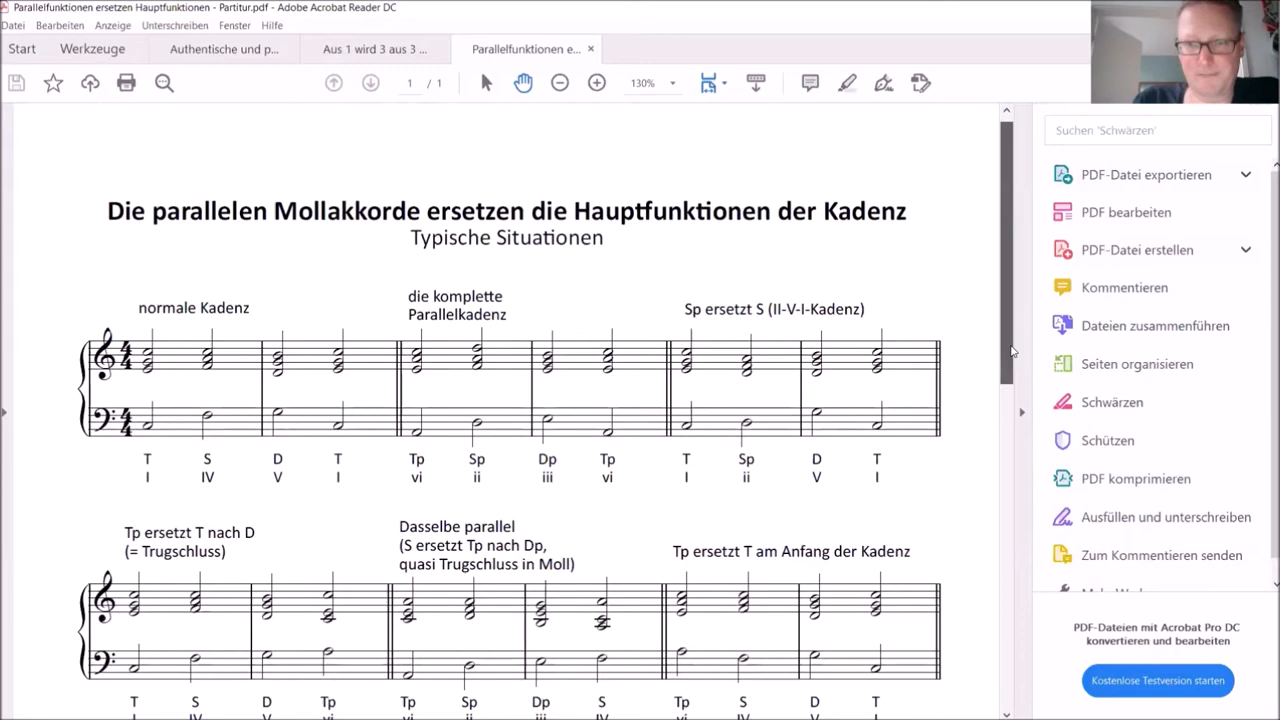 Parallelfunktionen ersetzen Hauptfunktionen - Partitur.pdf - Adobe Acrobat Reader DC
Datei Bearbeiten Anzeige Unterschreiben Fenster Hilfe
Start Werkzeuge Authentische und p... Aus 1 wird 3 aus 3 ... Parallelfunktionen e... ×
1 / 1 130%
Suchen 'Schwärzen'
PDF-Datei exportieren
PDF bearbeiten
PDF-Datei erstellen
Kommentieren
Dateien zusammenführen
Seiten organisieren
Schwärzen
Schützen
PDF komprimieren
Ausfüllen und unterschreiben
Zum Kommentieren senden
PDF-Dateien mit Acrobat Pro DC
konvertieren und bearbeiten
Kostenlose Testversion starten
Die parallelen Mollakkorde ersetzen die Hauptfunktionen der Kadenz
Typische Situationen
normale Kadenz
die komplette
Parallelkadenz
Sp ersetzt S (II-V-I-Kadenz)
T S D T Tp Sp Dp Tp T Sp D T
I IV V I vi ii iii vi I ii V I
Tp ersetzt T nach D
(= Trugschluss)
Dasselbe parallel
(S ersetzt Tp nach Dp,
quasi Trugschluss in Moll)
Tp ersetzt T am Anfang der Kadenz
T S D Tp Tp Sp Dp S Tp S D T